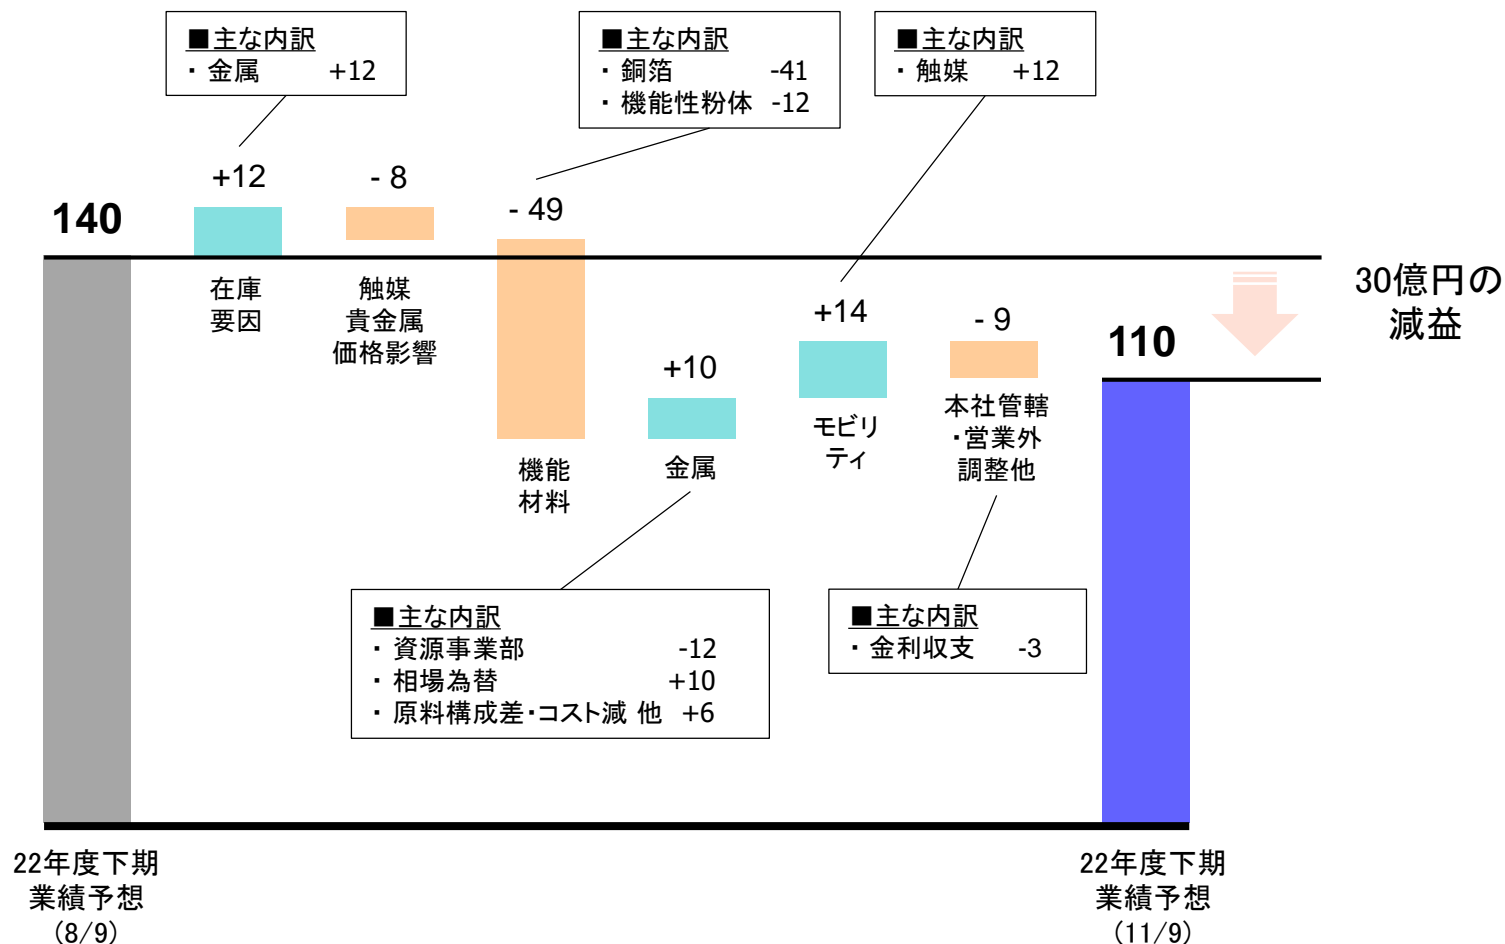 ■主な内訳
・金属 +12
■主な内訳
・銅箔 -41
・機能性粉体 -12
■主な内訳
・触媒 +12
140
+12
在庫
要因
- 8
触媒
貴金属
価格影響
- 49
機能
材料
+10
金属
+14
モビリ
ティ
- 9
本社管轄
・営業外
調整他
110
30億円の
減益
■主な内訳
・資源事業部 -12
・相場為替 +10
・原料構成差・コスト減 他 +6
■主な内訳
・金利収支 -3
22年度下期
業績予想
(8/9)
22年度下期
業績予想
(11/9)